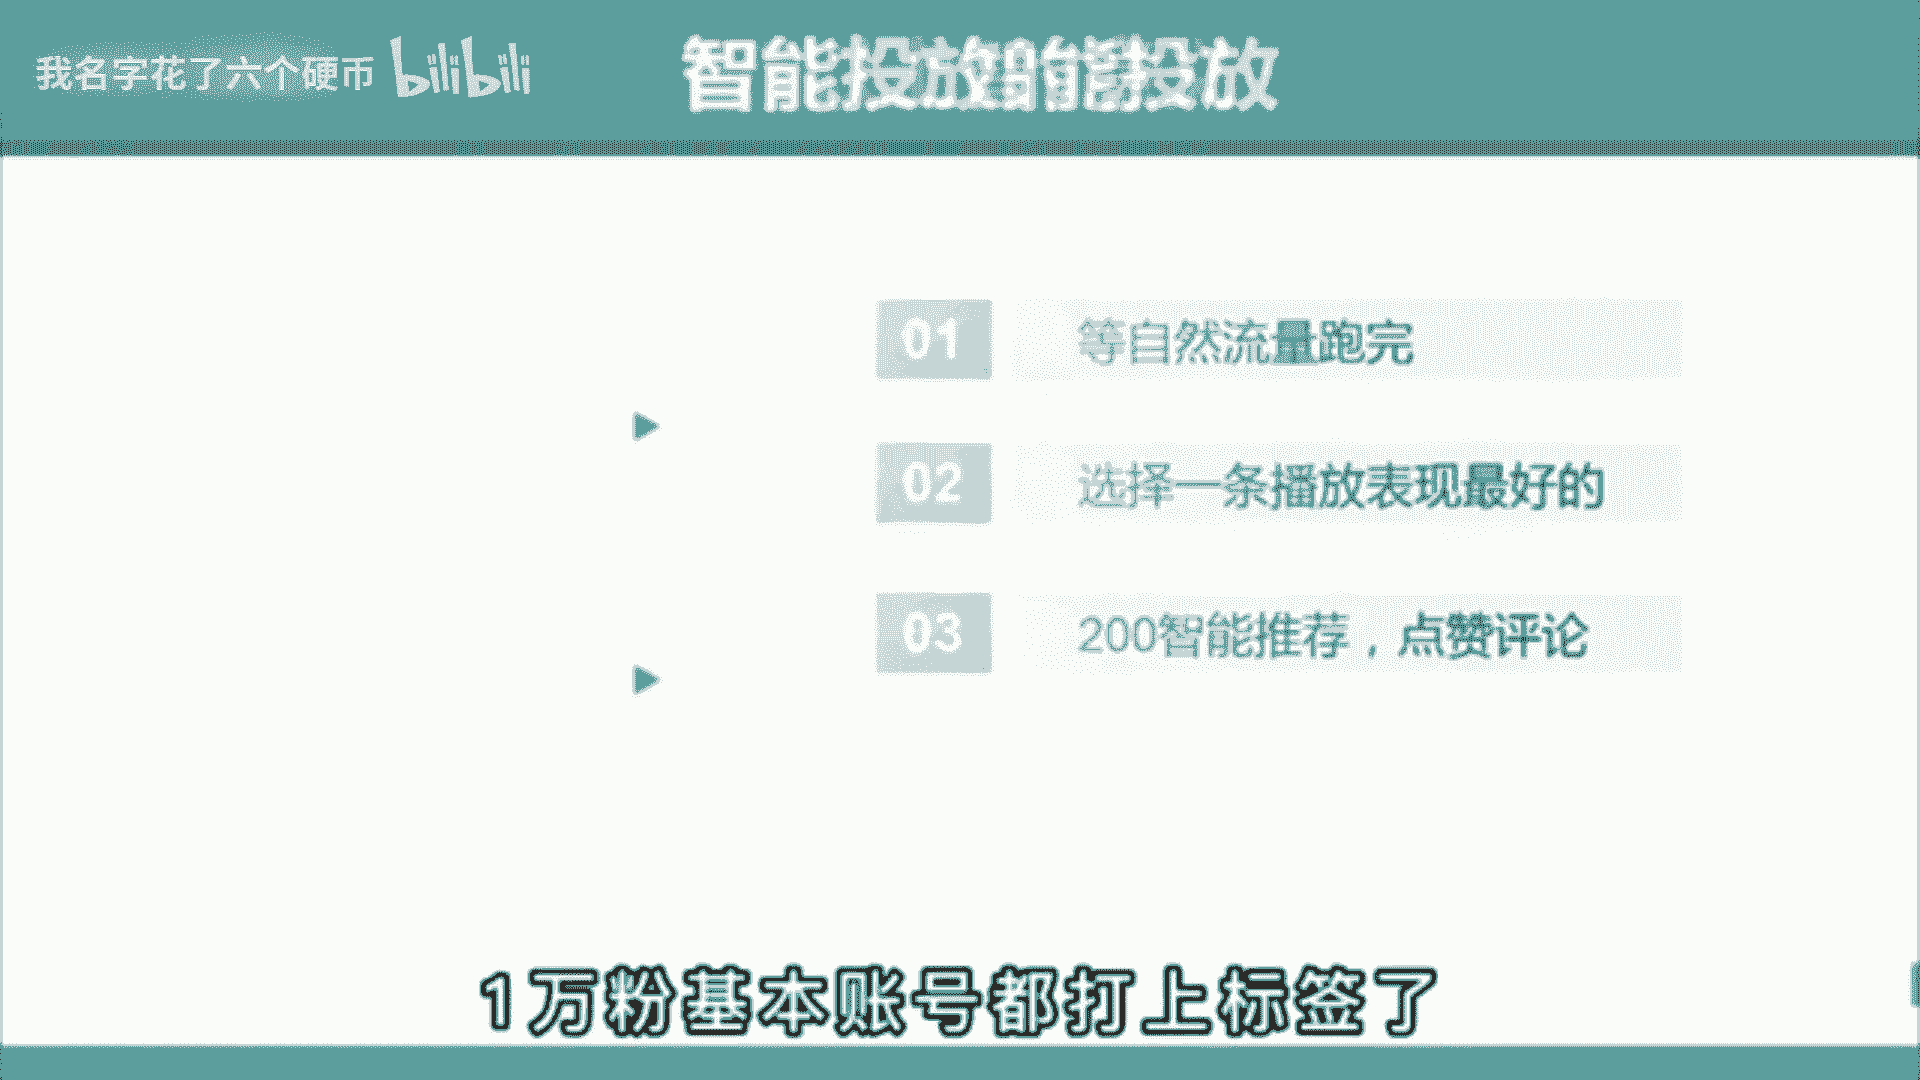 我名字花了六个硬币 bilibili
智能投放智能投放
01 等自然流量跑完
02 选择一条播放表现最好的
03 200智能推荐，点赞评论
1万粉基本账号都打上标签了